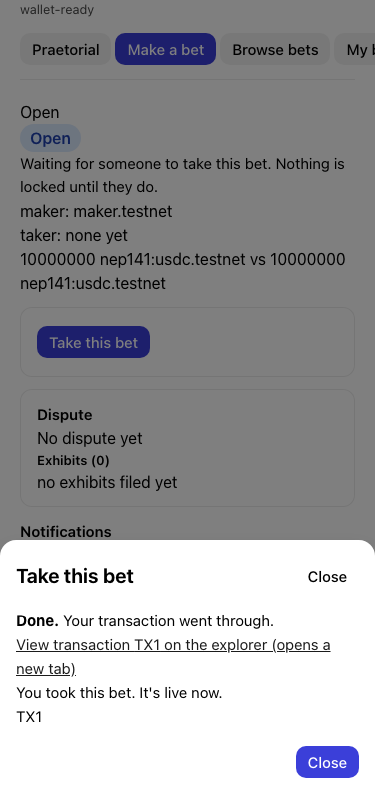 wallet-ready
Praetorial
Make a bet
Browse bets
My b
Open
Open
Waiting for someone to take this bet. Nothing is
locked until they do.
maker: maker.testnet
taker: none yet
10000000 nep141:usdc.testnet vs 10000000
nep141:usdc.testnet
Take this bet
Dispute
No dispute yet
Exhibits (0)
no exhibits filed yet
Notifications
Take this bet
Close
Done. Your transaction went through.
View transaction TX1 on the explorer (opens a
new tab)
You took this bet. It's live now.
TX1
Close